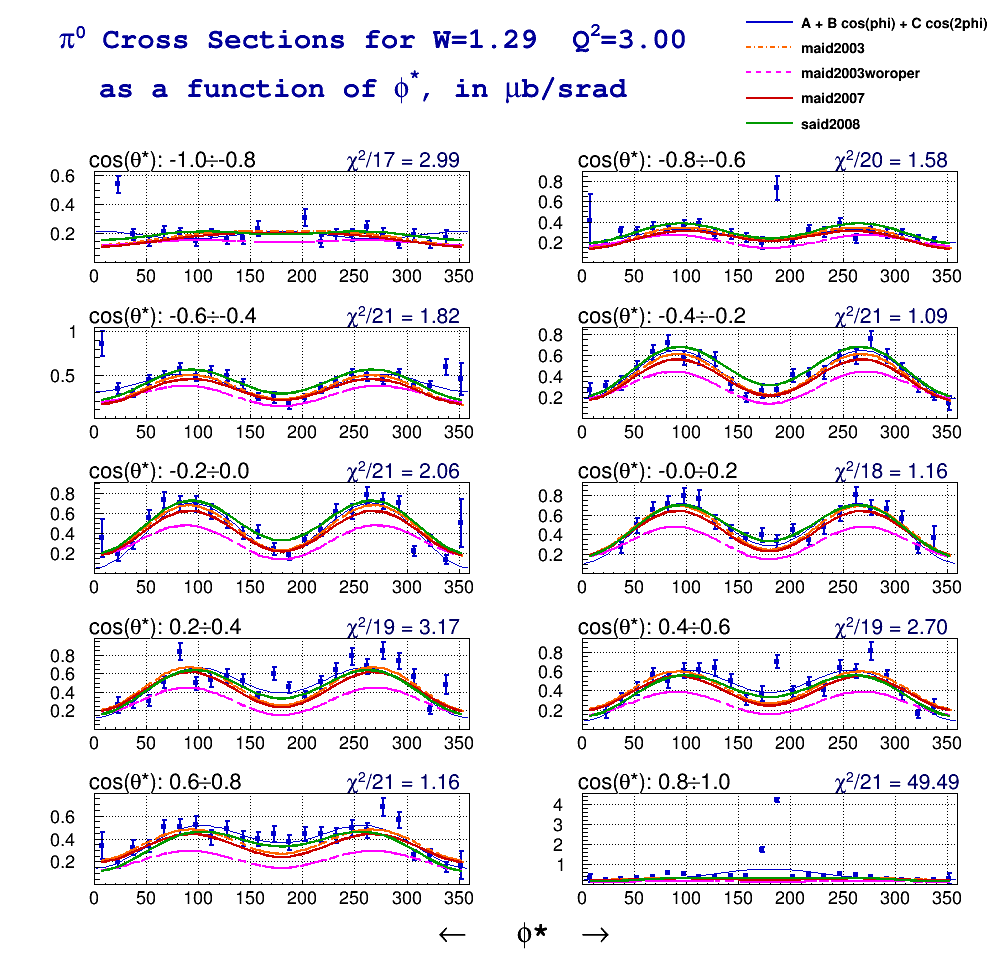 π⁰ Cross Sections for W=1.29 Q²=3.00
as a function of ϕ*, in μb/srad
A + B cos(phi) + C cos(2phi)
maid2003
maid2003woroper
maid2007
said2008
cos(θ*): -1.0÷-0.8 χ²/17 = 2.99
0.6
0.4
0.2
0 50 100 150 200 250 300 350
cos(θ*): -0.8÷-0.6 χ²/20 = 1.58
0.8
0.6
0.4
0.2
0 50 100 150 200 250 300 350
cos(θ*): -0.6÷-0.4 χ²/21 = 1.82
1
0.5
0 50 100 150 200 250 300 350
cos(θ*): -0.4÷-0.2 χ²/21 = 1.09
0.8
0.6
0.4
0.2
0 50 100 150 200 250 300 350
cos(θ*): -0.2÷0.0 χ²/21 = 2.06
0.8
0.6
0.4
0.2
0 50 100 150 200 250 300 350
cos(θ*): -0.0÷0.2 χ²/18 = 1.16
0.8
0.6
0.4
0.2
0 50 100 150 200 250 300 350
cos(θ*): 0.2÷0.4 χ²/19 = 3.17
0.8
0.6
0.4
0.2
0 50 100 150 200 250 300 350
cos(θ*): 0.4÷0.6 χ²/19 = 2.70
0.8
0.6
0.4
0.2
0 50 100 150 200 250 300 350
cos(θ*): 0.6÷0.8 χ²/21 = 1.16
0.6
0.4
0.2
0 50 100 150 200 250 300 350
cos(θ*): 0.8÷1.0 χ²/21 = 49.49
4
3
2
1
0 50 100 150 200 250 300 350
← ϕ* →